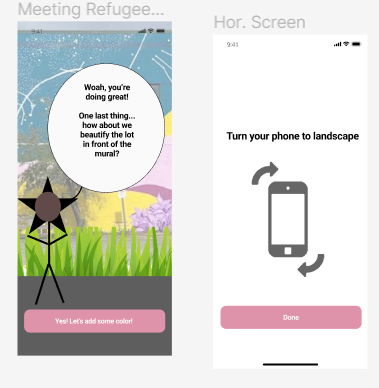 Meeting Refugee...
9:41
Woah, you're
doing great!
One last thing...
how about we
beautify the lot
in front of the
mural?
Yes! Let's add some color!
Hor. Screen
9:41
Turn your phone to landscape
Done